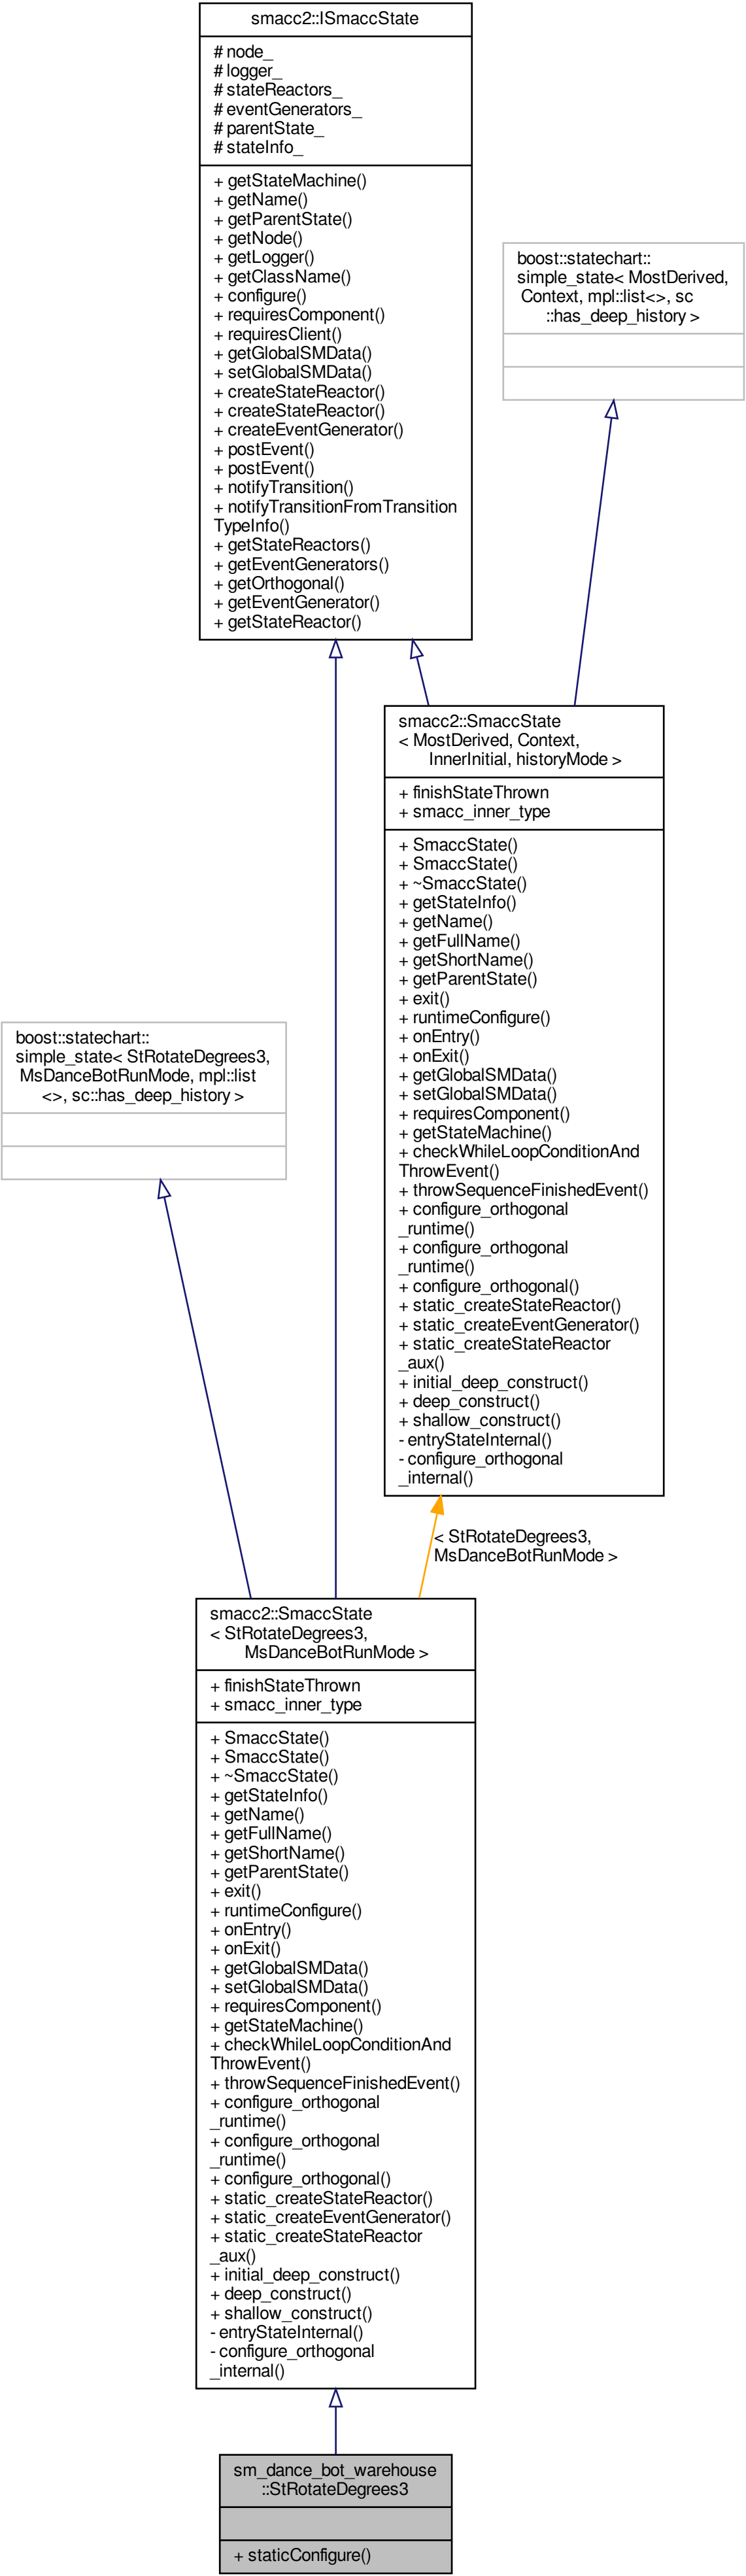 smacc2::ISmaccState
# node_
# logger_
# stateReactors_
# eventGenerators_
# parentState_
# stateInfo_
+ getStateMachine()
+ getName()
+ getParentState()
+ getNode()
+ getLogger()
+ getClassName()
+ configure()
+ requiresComponent()
+ requiresClient()
+ getGlobalSMData()
+ setGlobalSMData()
+ createStateReactor()
+ createStateReactor()
+ createEventGenerator()
+ postEvent()
+ postEvent()
+ notifyTransition()
+ notifyTransitionFromTransition
TypeInfo()
+ getStateReactors()
+ getEventGenerators()
+ getOrthogonal()
+ getEventGenerator()
+ getStateReactor()
boost::statechart::
simple_state< MostDerived,
Context, mpl::list<>, sc
::has_deep_history >
smacc2::SmaccState
< MostDerived, Context,
InnerInitial, historyMode >
+ finishStateThrown
+ smacc_inner_type
+ SmaccState()
+ SmaccState()
+ ~SmaccState()
+ getStateInfo()
+ getName()
+ getFullName()
+ getShortName()
+ getParentState()
+ exit()
+ runtimeConfigure()
+ onEntry()
+ onExit()
+ getGlobalSMData()
+ setGlobalSMData()
+ requiresComponent()
+ getStateMachine()
+ checkWhileLoopConditionAnd
ThrowEvent()
+ throwSequenceFinishedEvent()
+ configure_orthogonal
_runtime()
+ configure_orthogonal
_runtime()
+ configure_orthogonal()
+ static_createStateReactor()
+ static_createEventGenerator()
+ static_createStateReactor
_aux()
+ initial_deep_construct()
+ deep_construct()
+ shallow_construct()
- entryStateInternal()
- configure_orthogonal
_internal()
boost::statechart::
simple_state< StRotateDegrees3,
MsDanceBotRunMode, mpl::list
<>, sc::has_deep_history >
< StRotateDegrees3,
MsDanceBotRunMode >
smacc2::SmaccState
< StRotateDegrees3,
MsDanceBotRunMode >
+ finishStateThrown
+ smacc_inner_type
+ SmaccState()
+ SmaccState()
+ ~SmaccState()
+ getStateInfo()
+ getName()
+ getFullName()
+ getShortName()
+ getParentState()
+ exit()
+ runtimeConfigure()
+ onEntry()
+ onExit()
+ getGlobalSMData()
+ setGlobalSMData()
+ requiresComponent()
+ getStateMachine()
+ checkWhileLoopConditionAnd
ThrowEvent()
+ throwSequenceFinishedEvent()
+ configure_orthogonal
_runtime()
+ configure_orthogonal
_runtime()
+ configure_orthogonal()
+ static_createStateReactor()
+ static_createEventGenerator()
+ static_createStateReactor
_aux()
+ initial_deep_construct()
+ deep_construct()
+ shallow_construct()
- entryStateInternal()
- configure_orthogonal
_internal()
sm_dance_bot_warehouse
::StRotateDegrees3
+ staticConfigure()